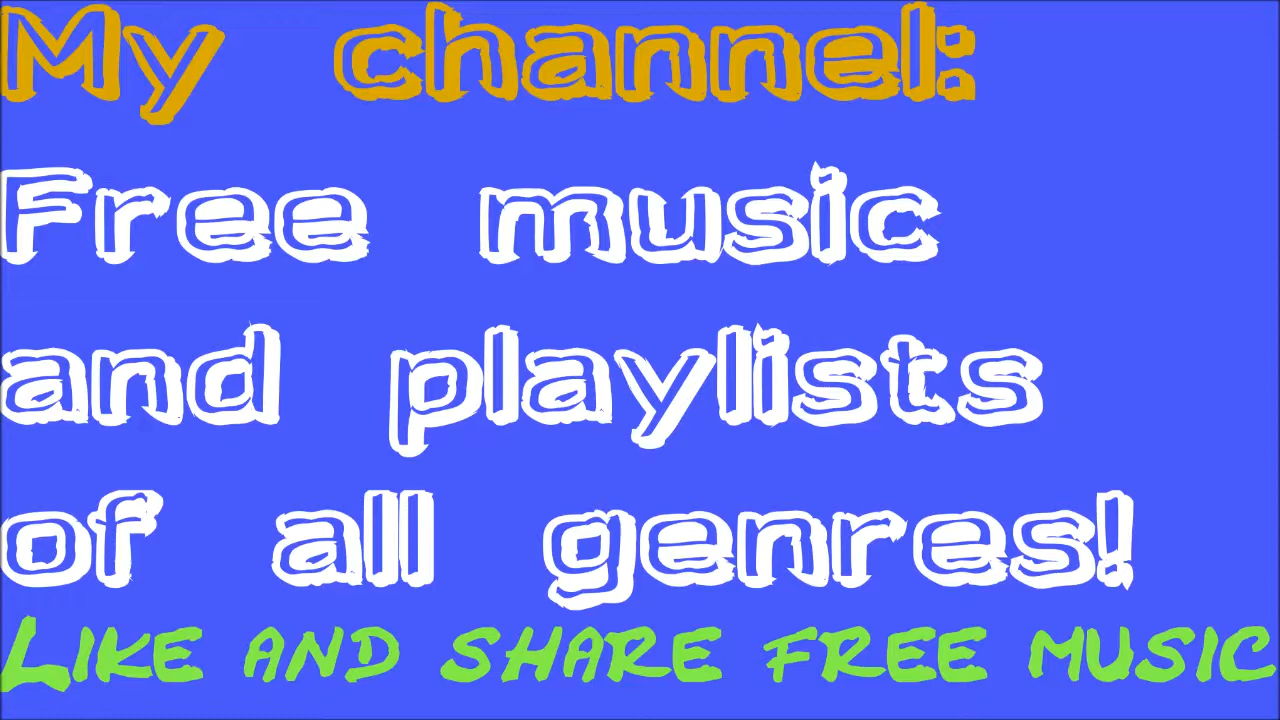 My channel:
Free music
and playlists
of all genres!
LIKE AND SHARE FREE MUSIC